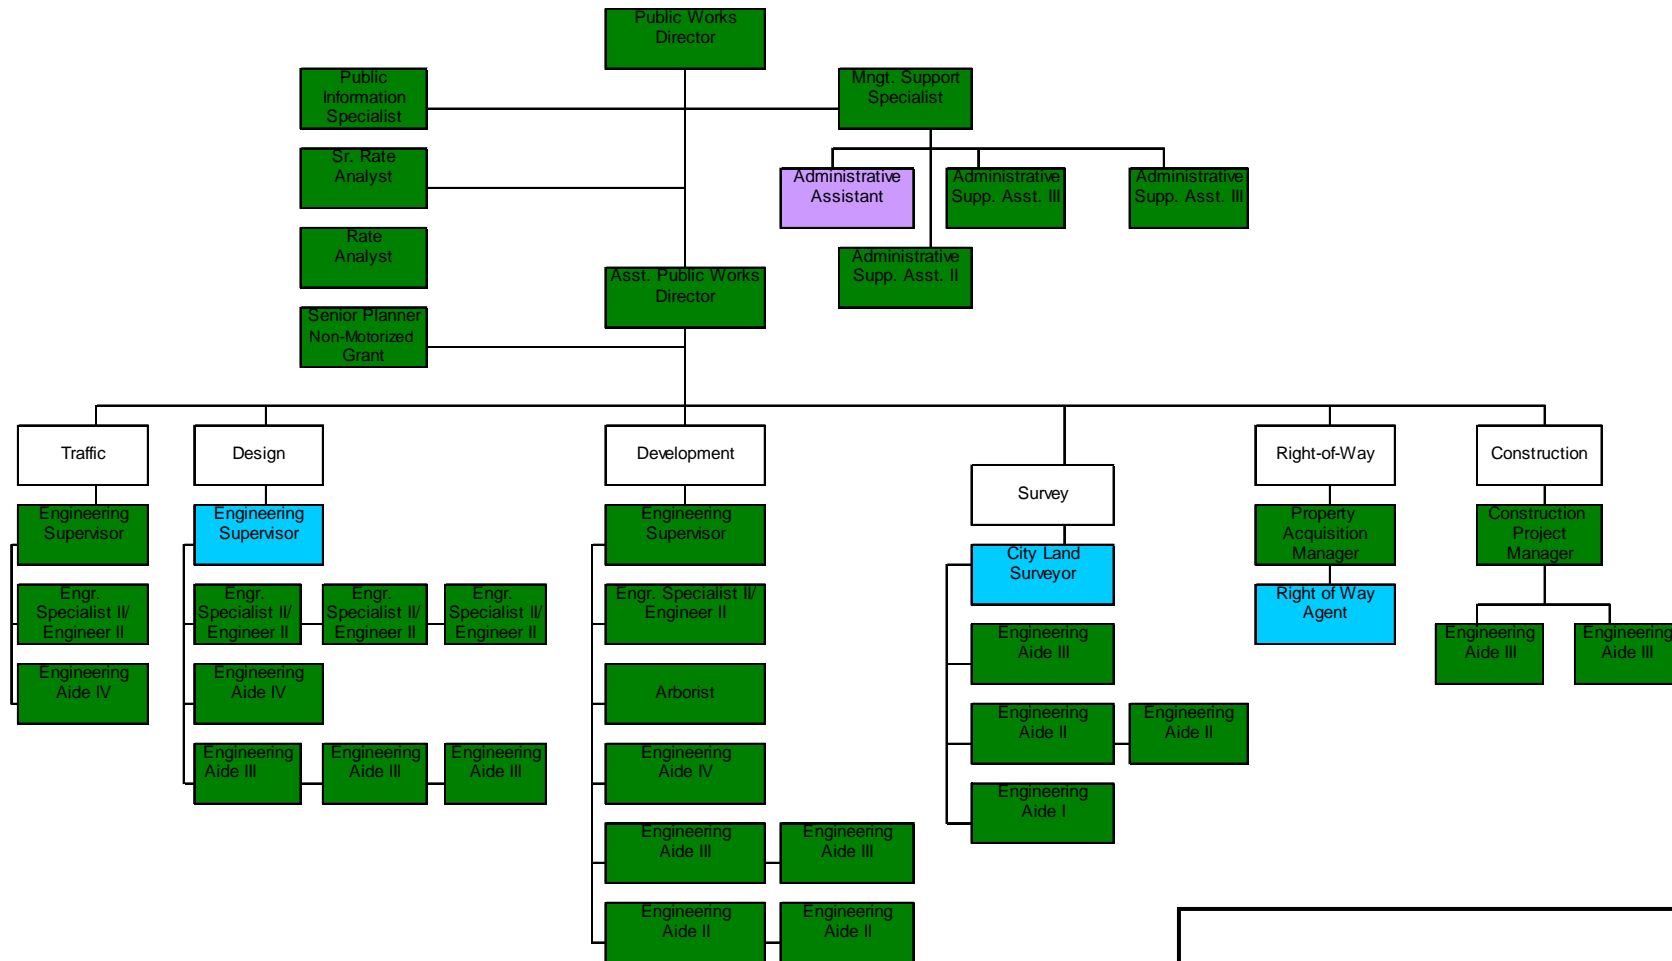 Public Works
Director
Public
Information
Specialist
Mngt. Support
Specialist
Sr. Rate
Analyst
Administrative
Assistant
Administrative
Supp. Asst. III
Administrative
Supp. Asst. III
Rate
Analyst
Asst. Public Works
Director
Administrative
Supp. Asst. II
Senior Planner
Non-Motorized
Grant
Traffic
Design
Development
Survey
Right-of-Way
Construction
Engineering
Supervisor
Engr.
Specialist II/
Engineer II
Engineering
Aide IV
Engineering
Supervisor
Engr.
Specialist II/
Engineer II
Engr.
Specialist II/
Engineer II
Engr.
Specialist II/
Engineer II
Engineering
Aide IV
Engineering
Aide III
Engineering
Aide III
Engineering
Aide III
Engineering
Supervisor
Engr. Specialist II/
Engineer II
Arborist
Engineering
Aide IV
Engineering
Aide III
Engineering
Aide III
Engineering
Aide II
Engineering
Aide II
City Land
Surveyor
Engineering
Aide III
Engineering
Aide II
Engineering
Aide II
Engineering
Aide I
Property
Acquisition
Manager
Right of Way
Agent
Construction
Project
Manager
Engineering
Aide III
Engineering
Aide III